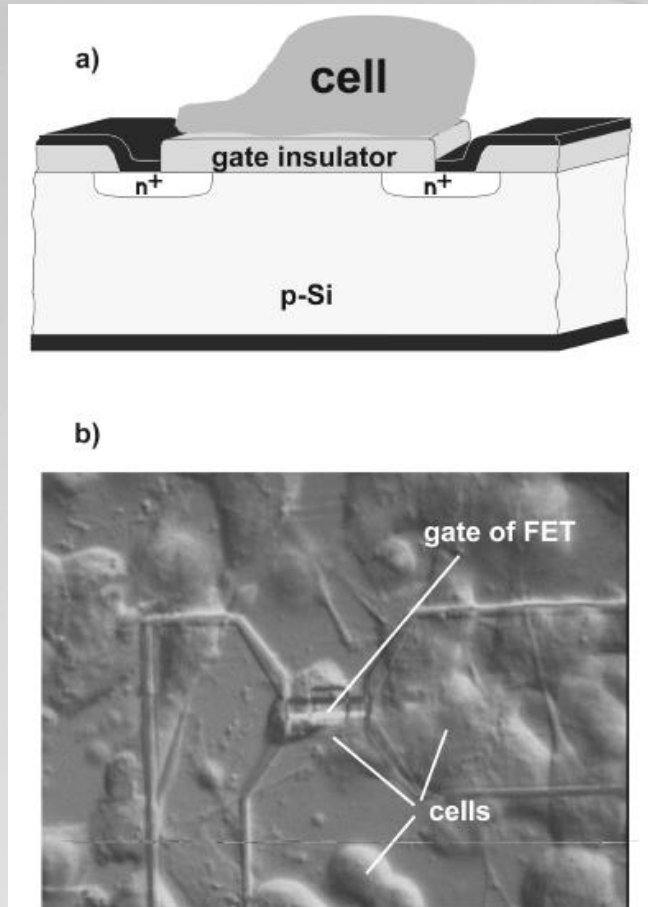 a)
cell
gate insulator
n+ n+
p-Si
b)
gate of FET
cells